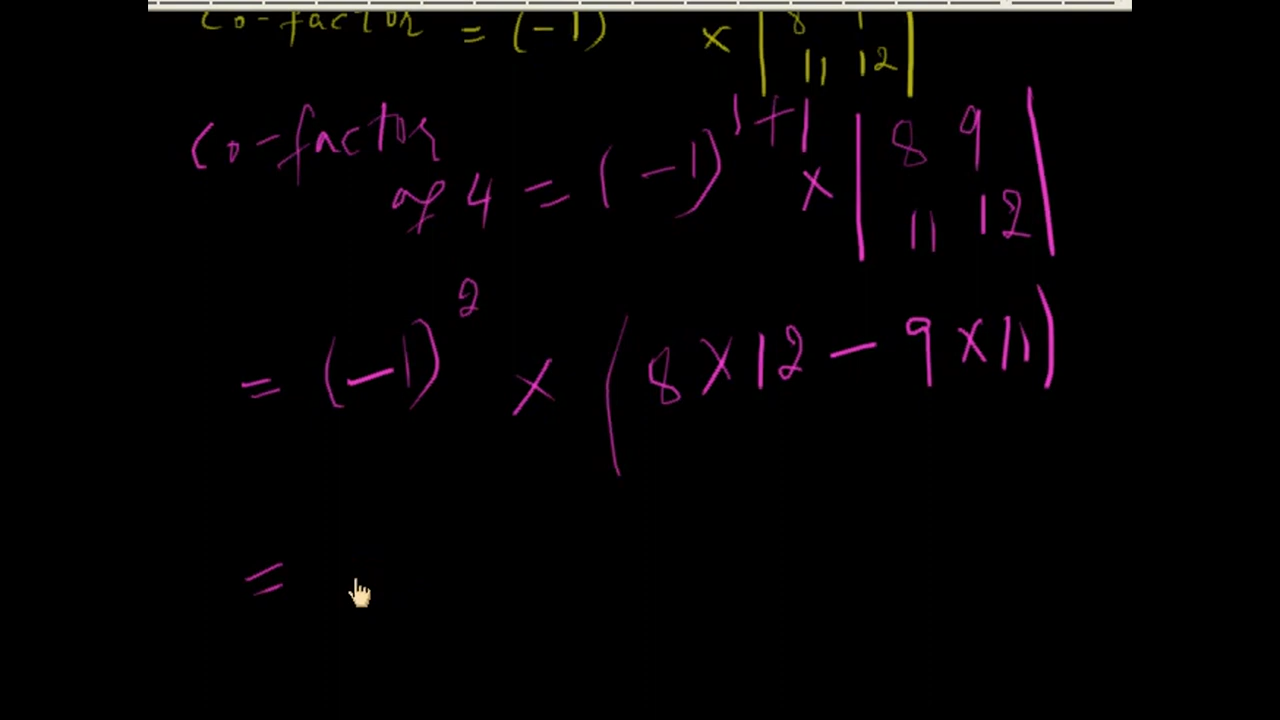 Co-factor = (-1) × | 8
11 12 |
Co-factor
of 4 = (-1)^1+1 × | 8 9
11 12 |
= (-1)^2 × (8×12 - 9×11)
=